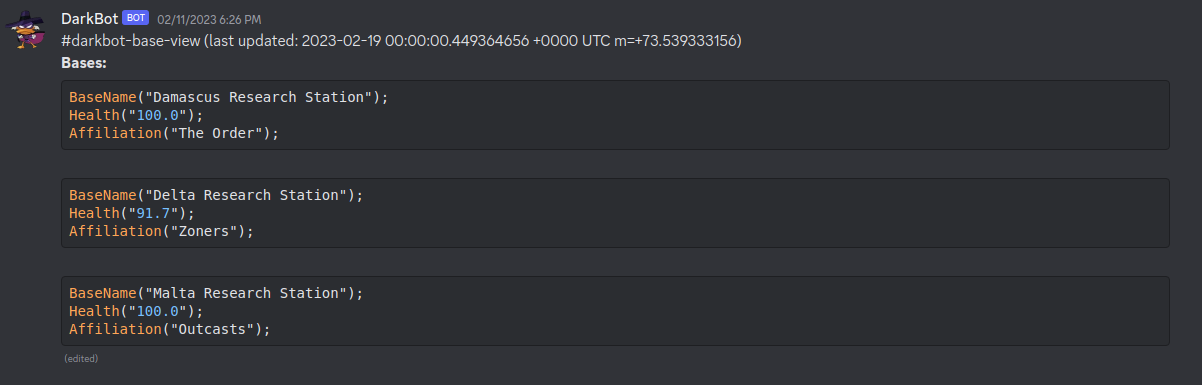 DarkBot BOT 02/11/2023 6:26 PM
#darkbot-base-view (last updated: 2023-02-19 00:00:00.449364656 +0000 UTC m=+73.539333156)
Bases:
BaseName("Damascus Research Station");
Health("100.0");
Affiliation("The Order");
BaseName("Delta Research Station");
Health("91.7");
Affiliation("Zoners");
BaseName("Malta Research Station");
Health("100.0");
Affiliation("Outcasts");
(edited)